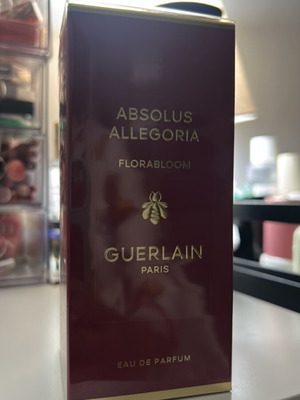 ABSOLUS
ALLEGORIA
FLORABLOOM
GUERLAIN
PARIS
EAU DE PARFUM